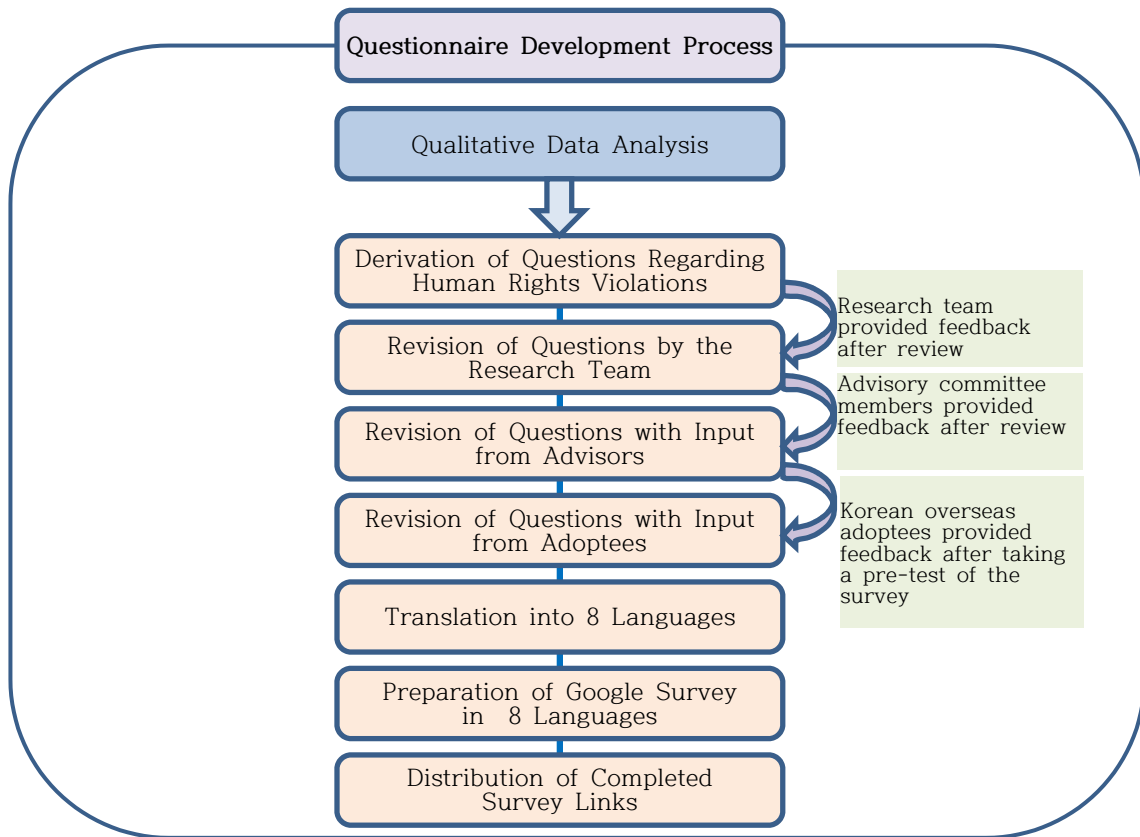 Questionnaire Development Process
Qualitative Data Analysis
Derivation of Questions Regarding
Human Rights Violations
Research team
provided feedback
after review
Revision of Questions by the
Research Team
Advisory committee
members provided
feedback after review
Revision of Questions with Input
from Advisors
Korean overseas
adoptees provided
feedback after taking
a pre-test of the
survey
Revision of Questions with Input
from Adoptees
Translation into 8 Languages
Preparation of Google Survey
in 8 Languages
Distribution of Completed
Survey Links